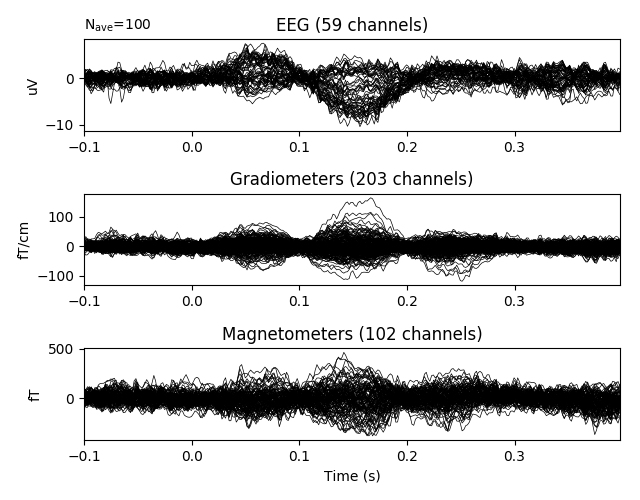 N_ave=100
EEG (59 channels)
uV
0
−10
−0.1 0.0 0.1 0.2 0.3
Gradiometers (203 channels)
fT/cm
100
0
−100
−0.1 0.0 0.1 0.2 0.3
Magnetometers (102 channels)
fT
500
0
−0.1 0.0 0.1 0.2 0.3
Time (s)